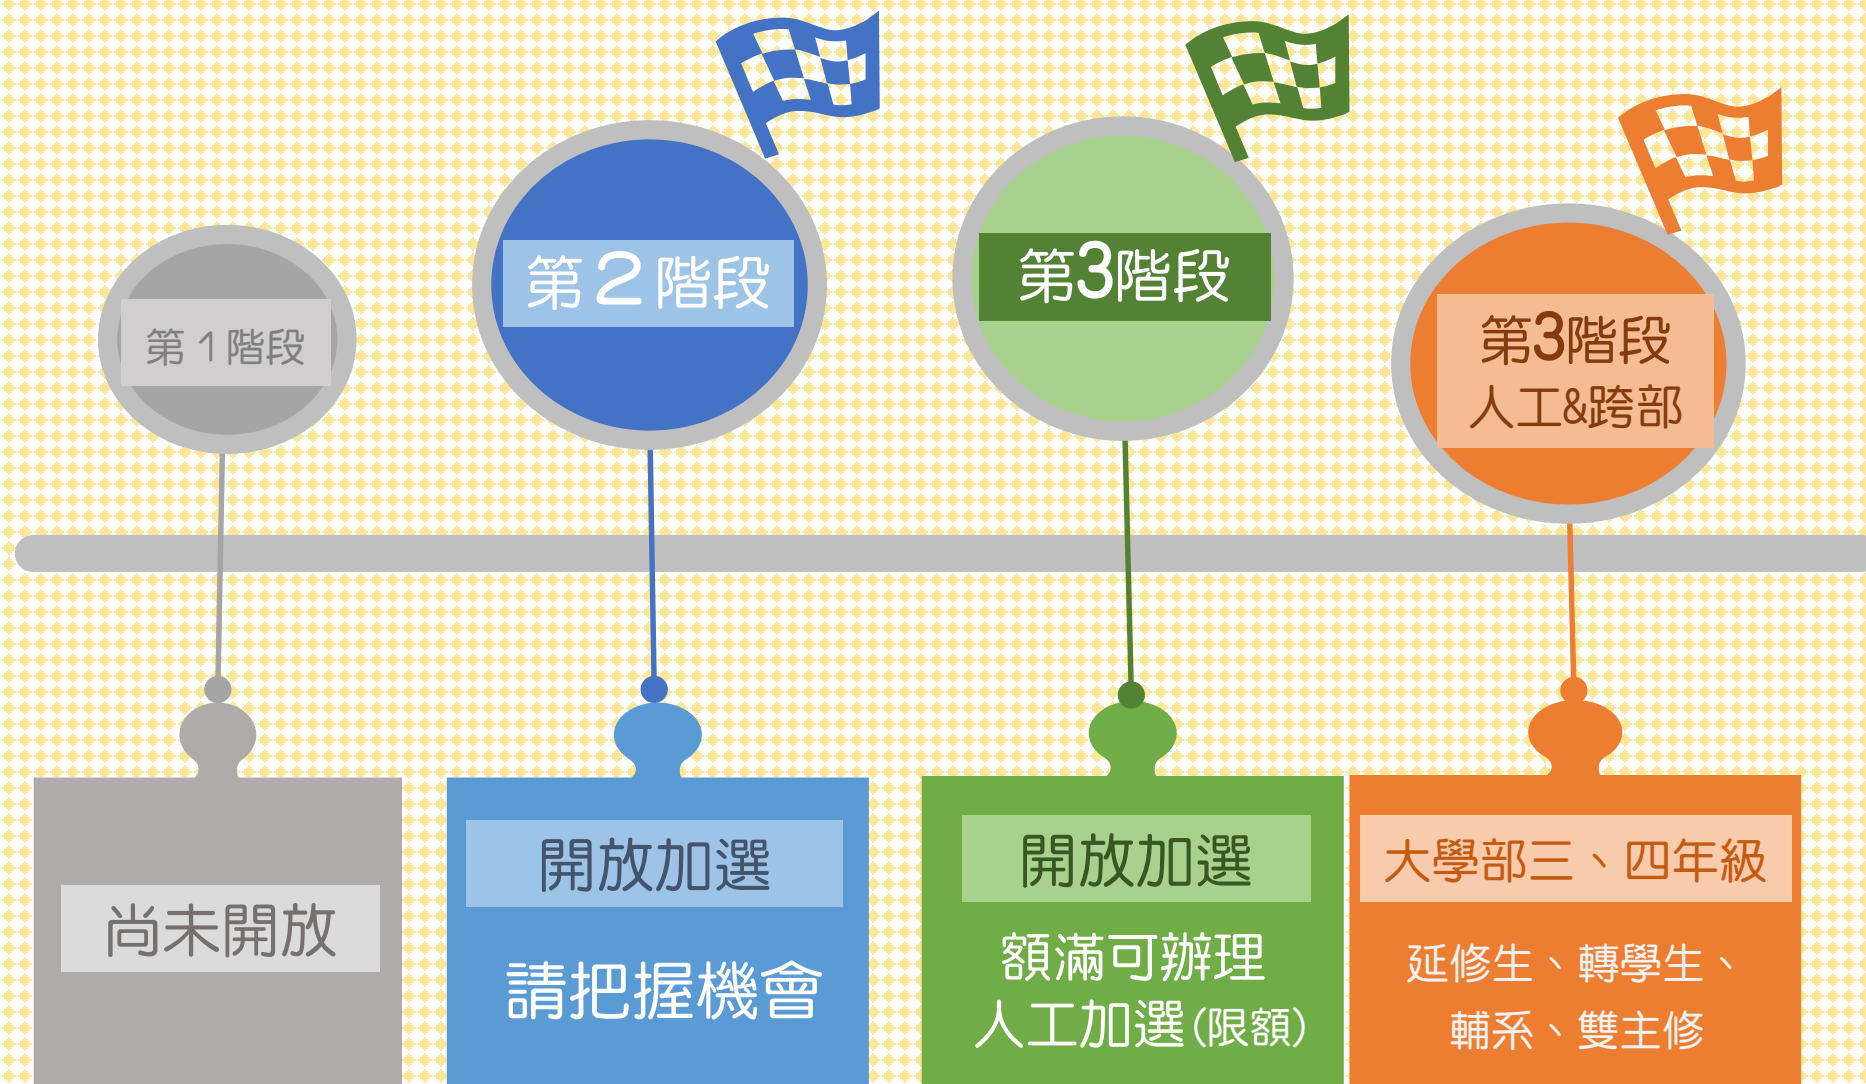 第1階段
第2階段
第3階段
第3階段
人工&跨部
尚未開放
開放加選
請把握機會
開放加選
額滿可辦理
人工加選(限額)
大學部三、四年級
延修生、轉學生、
輔系、雙主修